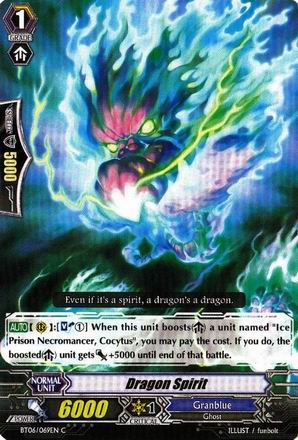 1
GRADE
5000
Even if it's a spirit, a dragon's a dragon.
AUTO [ ]:[V ①] When this unit boosts a unit named "Ice
Prison Necromancer, Cocytus", you may pay the cost. If you do, the
boosted unit gets +5000 until end of that battle.
NORMAL
UNIT
Dragon Spirit
POWER
6000
1
CRITICAL
Granblue
Ghost
BT06/069EN C
ILLUST / funbolt